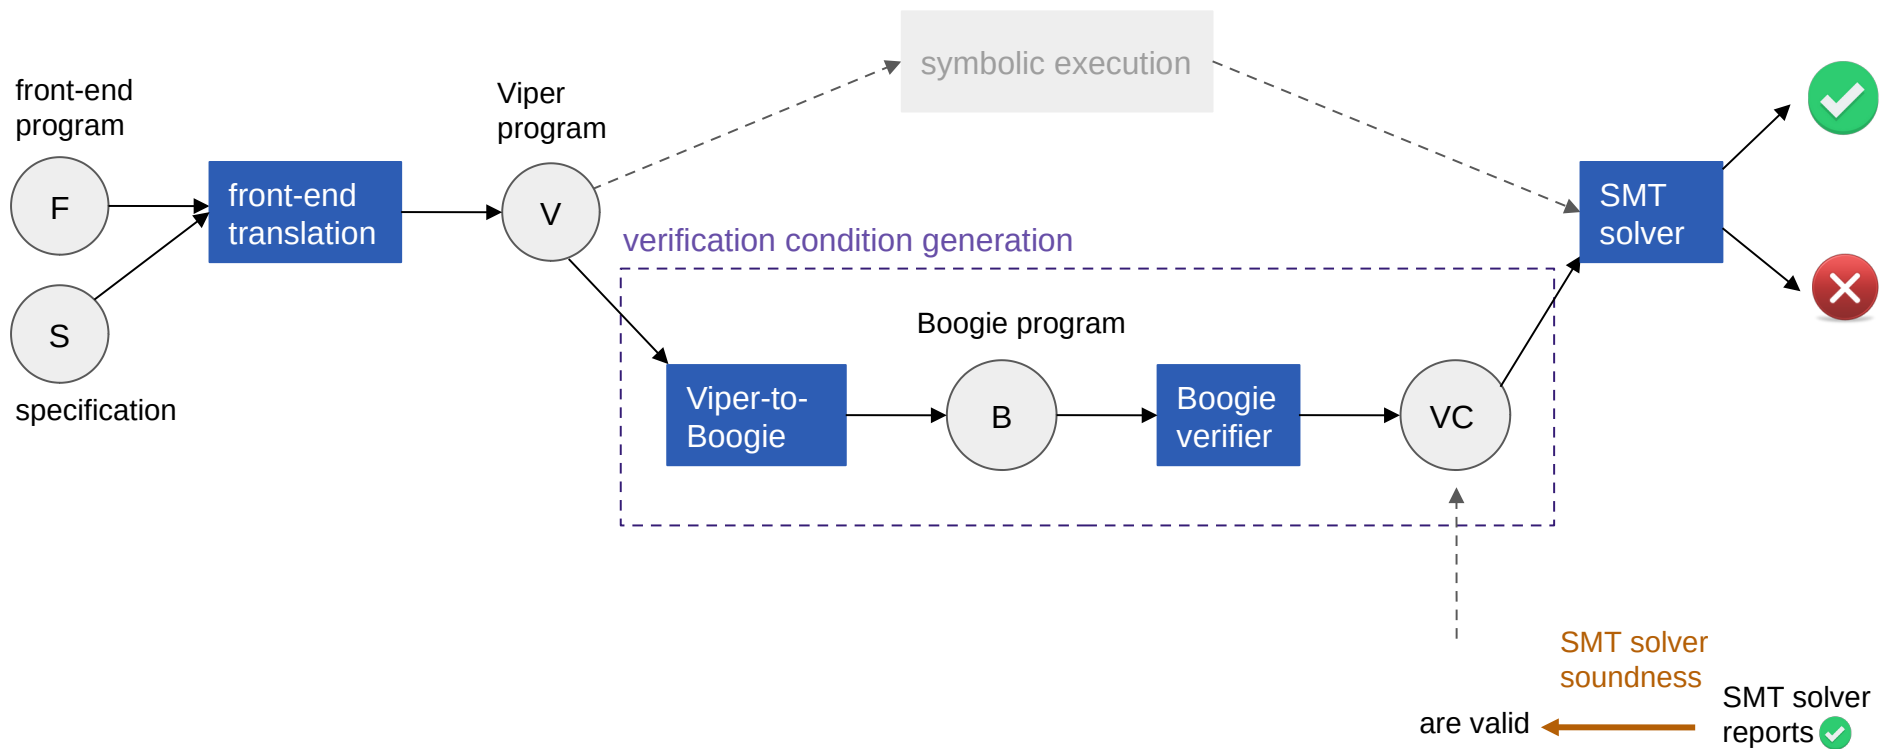 symbolic execution
front-end
program
Viper
program
F
front-end
translation
V
SMT
solver
verification condition generation
S
specification
Boogie program
Viper-to-
Boogie
B
Boogie
verifier
VC
SMT solver
soundness
are valid
SMT solver
reports